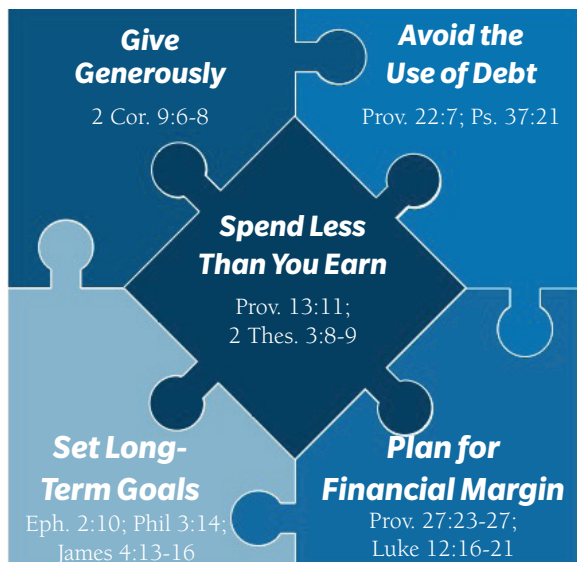 Give
Generously
2 Cor. 9:6-8
Avoid the
Use of Debt
Prov. 22:7; Ps. 37:21
Spend Less
Than You Earn
Prov. 13:11;
2 Thes. 3:8-9
Set Long-
Term Goals
Eph. 2:10; Phil 3:14;
James 4:13-16
Plan for
Financial Margin
Prov. 27:23-27;
Luke 12:16-21